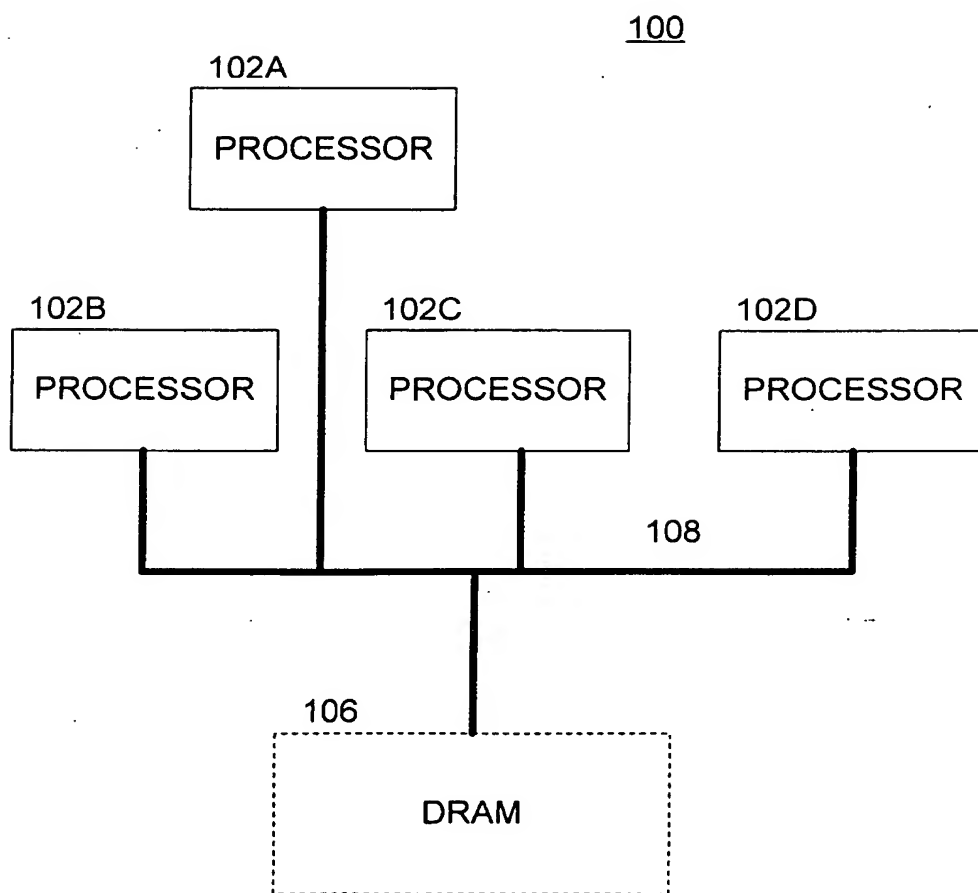 100
102A
PROCESSOR
102B
PROCESSOR
102C
PROCESSOR
102D
PROCESSOR
108
106
DRAM